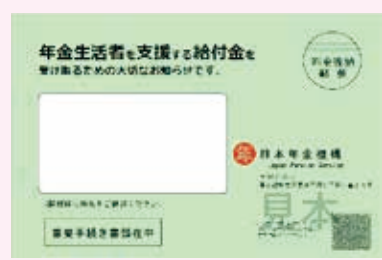 年金生活者を支援する給付金を
受け取るための大切なお知らせです。
料金後納
郵便
日本年金機構
Japan Pension Service
見本
請求手続き書類在中